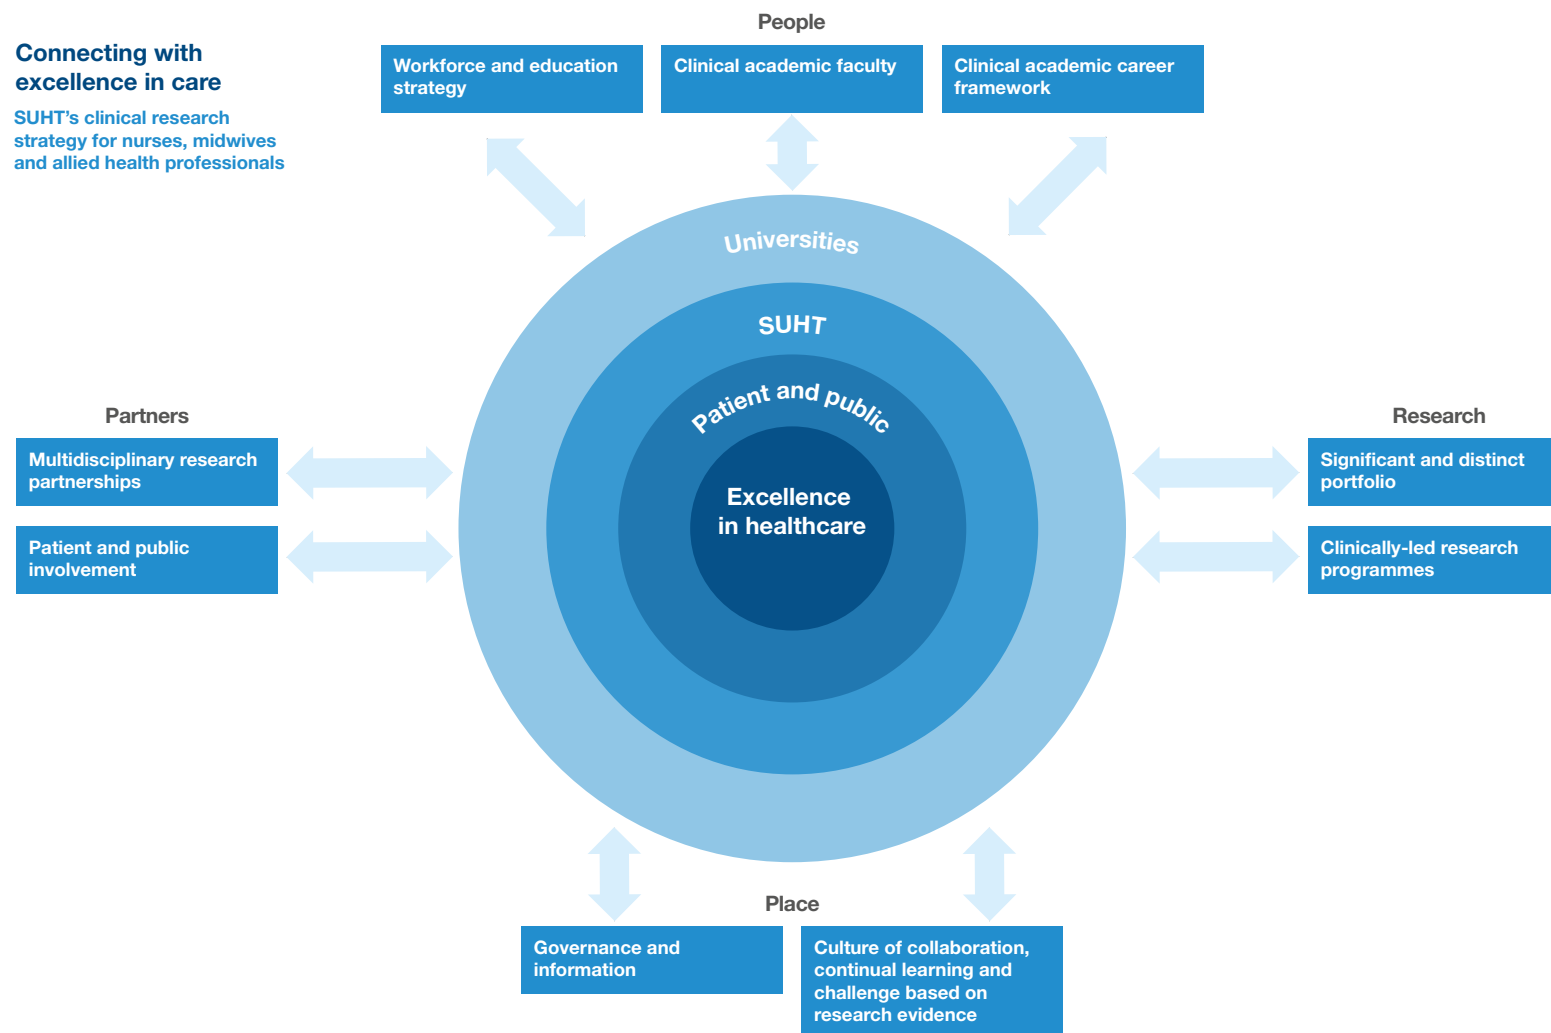 Connecting with
excellence in care
SUHT's clinical research
strategy for nurses, midwives
and allied health professionals
People
Workforce and education
strategy
Clinical academic faculty
Clinical academic career
framework
Universities
SUHT
Patient and public
Excellence
in healthcare
Partners
Multidisciplinary research
partnerships
Patient and public
involvement
Research
Significant and distinct
portfolio
Clinically-led research
programmes
Place
Governance and
information
Culture of collaboration,
continual learning and
challenge based on
research evidence